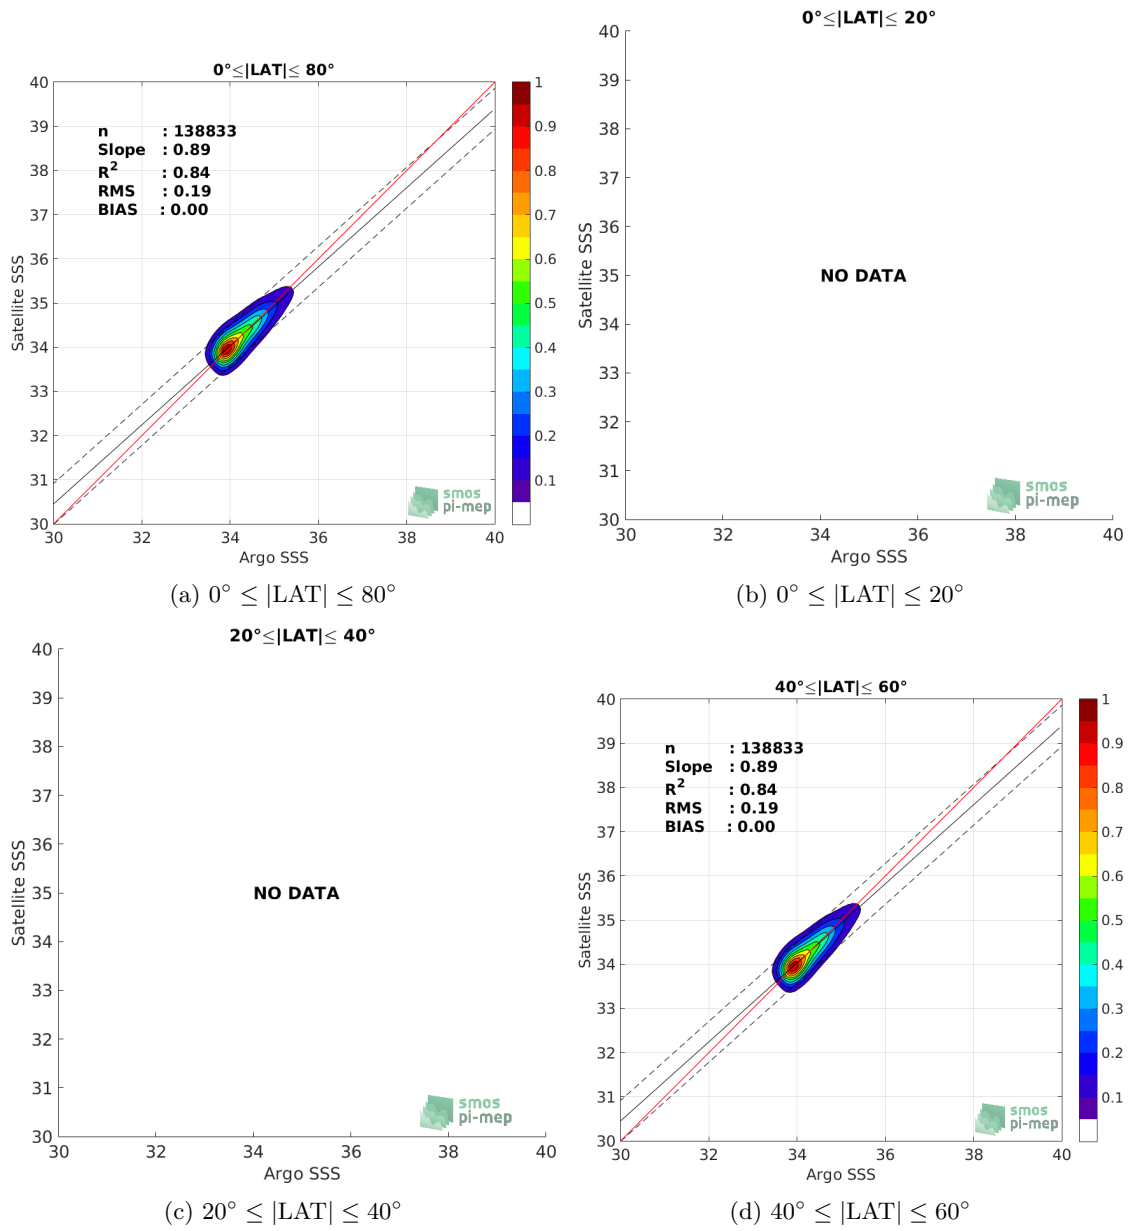 0°≤|LAT|≤ 80°
40
39
38
37
36
35
34
33
32
31
30
Satellite SSS
n : 138833
Slope : 0.89
R² : 0.84
RMS : 0.19
BIAS : 0.00
smos
pi-mep
30 32 34 36 38 40
Argo SSS
1
0.9
0.8
0.7
0.6
0.5
0.4
0.3
0.2
0.1
(a) 0° ≤ |LAT| ≤ 80°
0°≤|LAT|≤ 20°
40
39
38
37
36
35
34
33
32
31
30
Satellite SSS
NO DATA
smos
pi-mep
30 32 34 36 38 40
Argo SSS
(b) 0° ≤ |LAT| ≤ 20°
20°≤|LAT|≤ 40°
40
39
38
37
36
35
34
33
32
31
30
Satellite SSS
NO DATA
smos
pi-mep
30 32 34 36 38 40
Argo SSS
(c) 20° ≤ |LAT| ≤ 40°
40°≤|LAT|≤ 60°
40
39
38
37
36
35
34
33
32
31
30
Satellite SSS
n : 138833
Slope : 0.89
R² : 0.84
RMS : 0.19
BIAS : 0.00
smos
pi-mep
30 32 34 36 38 40
Argo SSS
1
0.9
0.8
0.7
0.6
0.5
0.4
0.3
0.2
0.1
(d) 40° ≤ |LAT| ≤ 60°